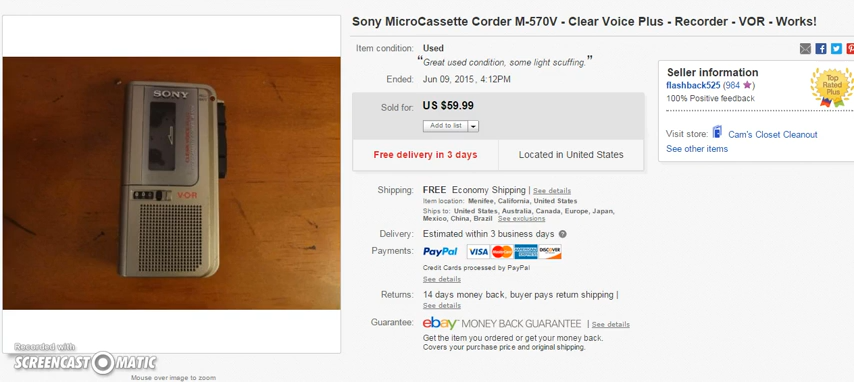 Sony MicroCassette Corder M-570V - Clear Voice Plus - Recorder - VOR - Works!
Item condition: Used
“Great used condition, some light scuffing.”
Ended: Jun 09, 2015 , 4:12PM
Sold for: US $59.99
Add to list
Free delivery in 3 days
Located in United States
Shipping: FREE Economy Shipping | See details
Item location: Menifee, California, United States
Ships to: United States, Australia, Canada, Europe, Japan,
Mexico, China, Brazil See exclusions
Delivery: Estimated within 3 business days ?
Payments: PayPal VISA MasterCard AMERICAN EXPRESS DISCOVER
Credit Cards processed by PayPal
See details
Returns: 14 days money back, buyer pays return shipping |
See details
Guarantee: ebay MONEY BACK GUARANTEE | See details
Get the item you ordered or get your money back.
Covers your purchase price and original shipping.
Seller information
flashback525 (984 )
100% Positive feedback
Top
Rated
Plus
Visit store: Cam's Closet Cleanout
See other items
SONY
VOR
Recorded with
SCREENCAST-O-MATIC
Mouse over image to zoom